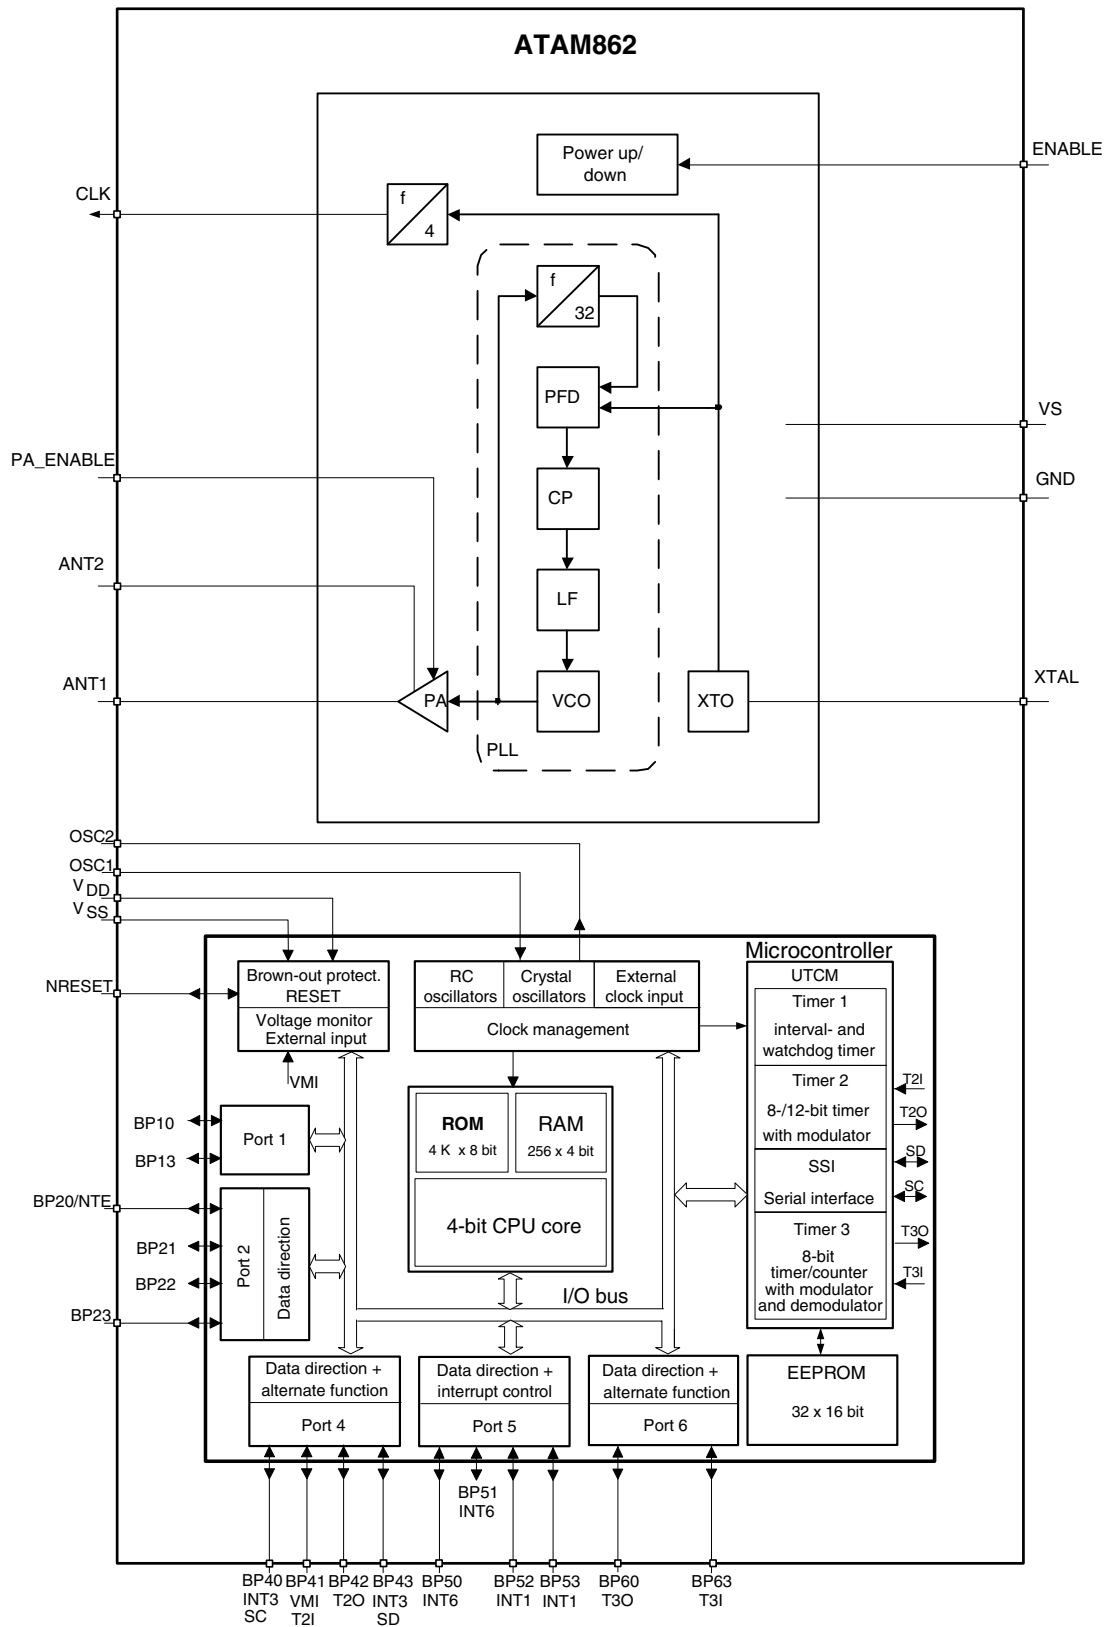 ATAM862
Power up/
down
ENABLE
CLK
f
4
f
32
PFD
VS
PA_ENABLE
GND
CP
ANT2
LF
ANT1
PA
VCO
XTO
XTAL
PLL
OSC2
OSC1
V DD
V SS
Microcontroller
NRESET
Brown-out protect.
RESET
Voltage monitor
External input
VMI
RC
oscillators
Crystal
oscillators
External
clock input
Clock management
UTCM
Timer 1
interval- and
watchdog timer
Timer 2
8-/12-bit timer
with modulator
SSI
Serial interface
Timer 3
8-bit
timer/counter
with modulator
and demodulator
T2I
T2O
SD
SC
T3O
T3I
ROM
4 K x 8 bit
RAM
256 x 4 bit
4-bit CPU core
I/O bus
BP10
Port 1
BP13
BP20/NTE
BP21
BP22
BP23
Port 2
Data direction
Data direction +
alternate function
Port 4
Data direction +
interrupt control
Port 5
Data direction +
alternate function
Port 6
EEPROM
32 x 16 bit
BP51
INT6
BP40
INT3
SC
BP41
VMI
T2I
BP42
T2O
BP43
INT3
SD
BP50
INT6
BP52
INT1
BP53
INT1
BP60
T3O
BP63
T3I